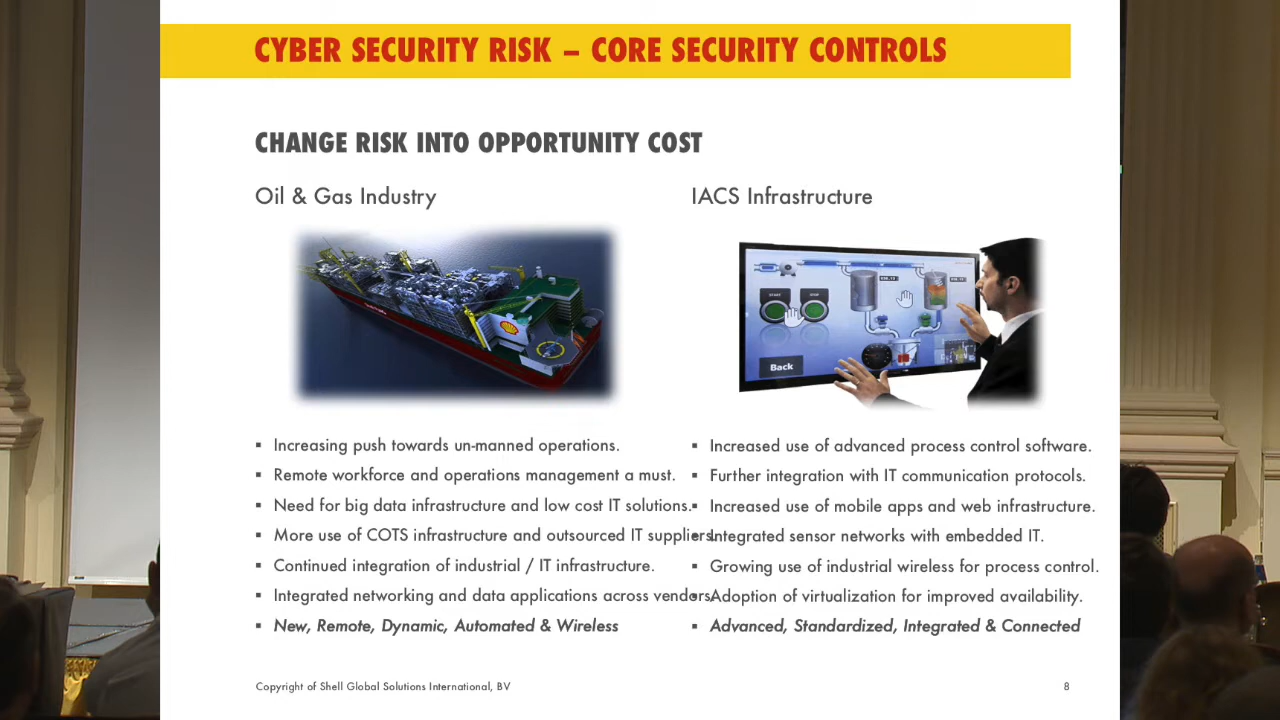 CYBER SECURITY RISK – CORE SECURITY CONTROLS
CHANGE RISK INTO OPPORTUNITY COST
Oil & Gas Industry
▪ Increasing push towards un-manned operations.
▪ Remote workforce and operations management a must.
▪ Need for big data infrastructure and low cost IT solutions.
▪ More use of COTS infrastructure and outsourced IT suppliers.
▪ Continued integration of industrial / IT infrastructure.
▪ Integrated networking and data applications across vendors.
▪ New, Remote, Dynamic, Automated & Wireless
IACS Infrastructure
START
STOP
Back
▪ Increased use of advanced process control software.
▪ Further integration with IT communication protocols.
▪ Increased use of mobile apps and web infrastructure.
▪ Integrated sensor networks with embedded IT.
▪ Growing use of industrial wireless for process control.
▪ Adoption of virtualization for improved availability.
▪ Advanced, Standardized, Integrated & Connected
Copyright of Shell Global Solutions International, BV
8